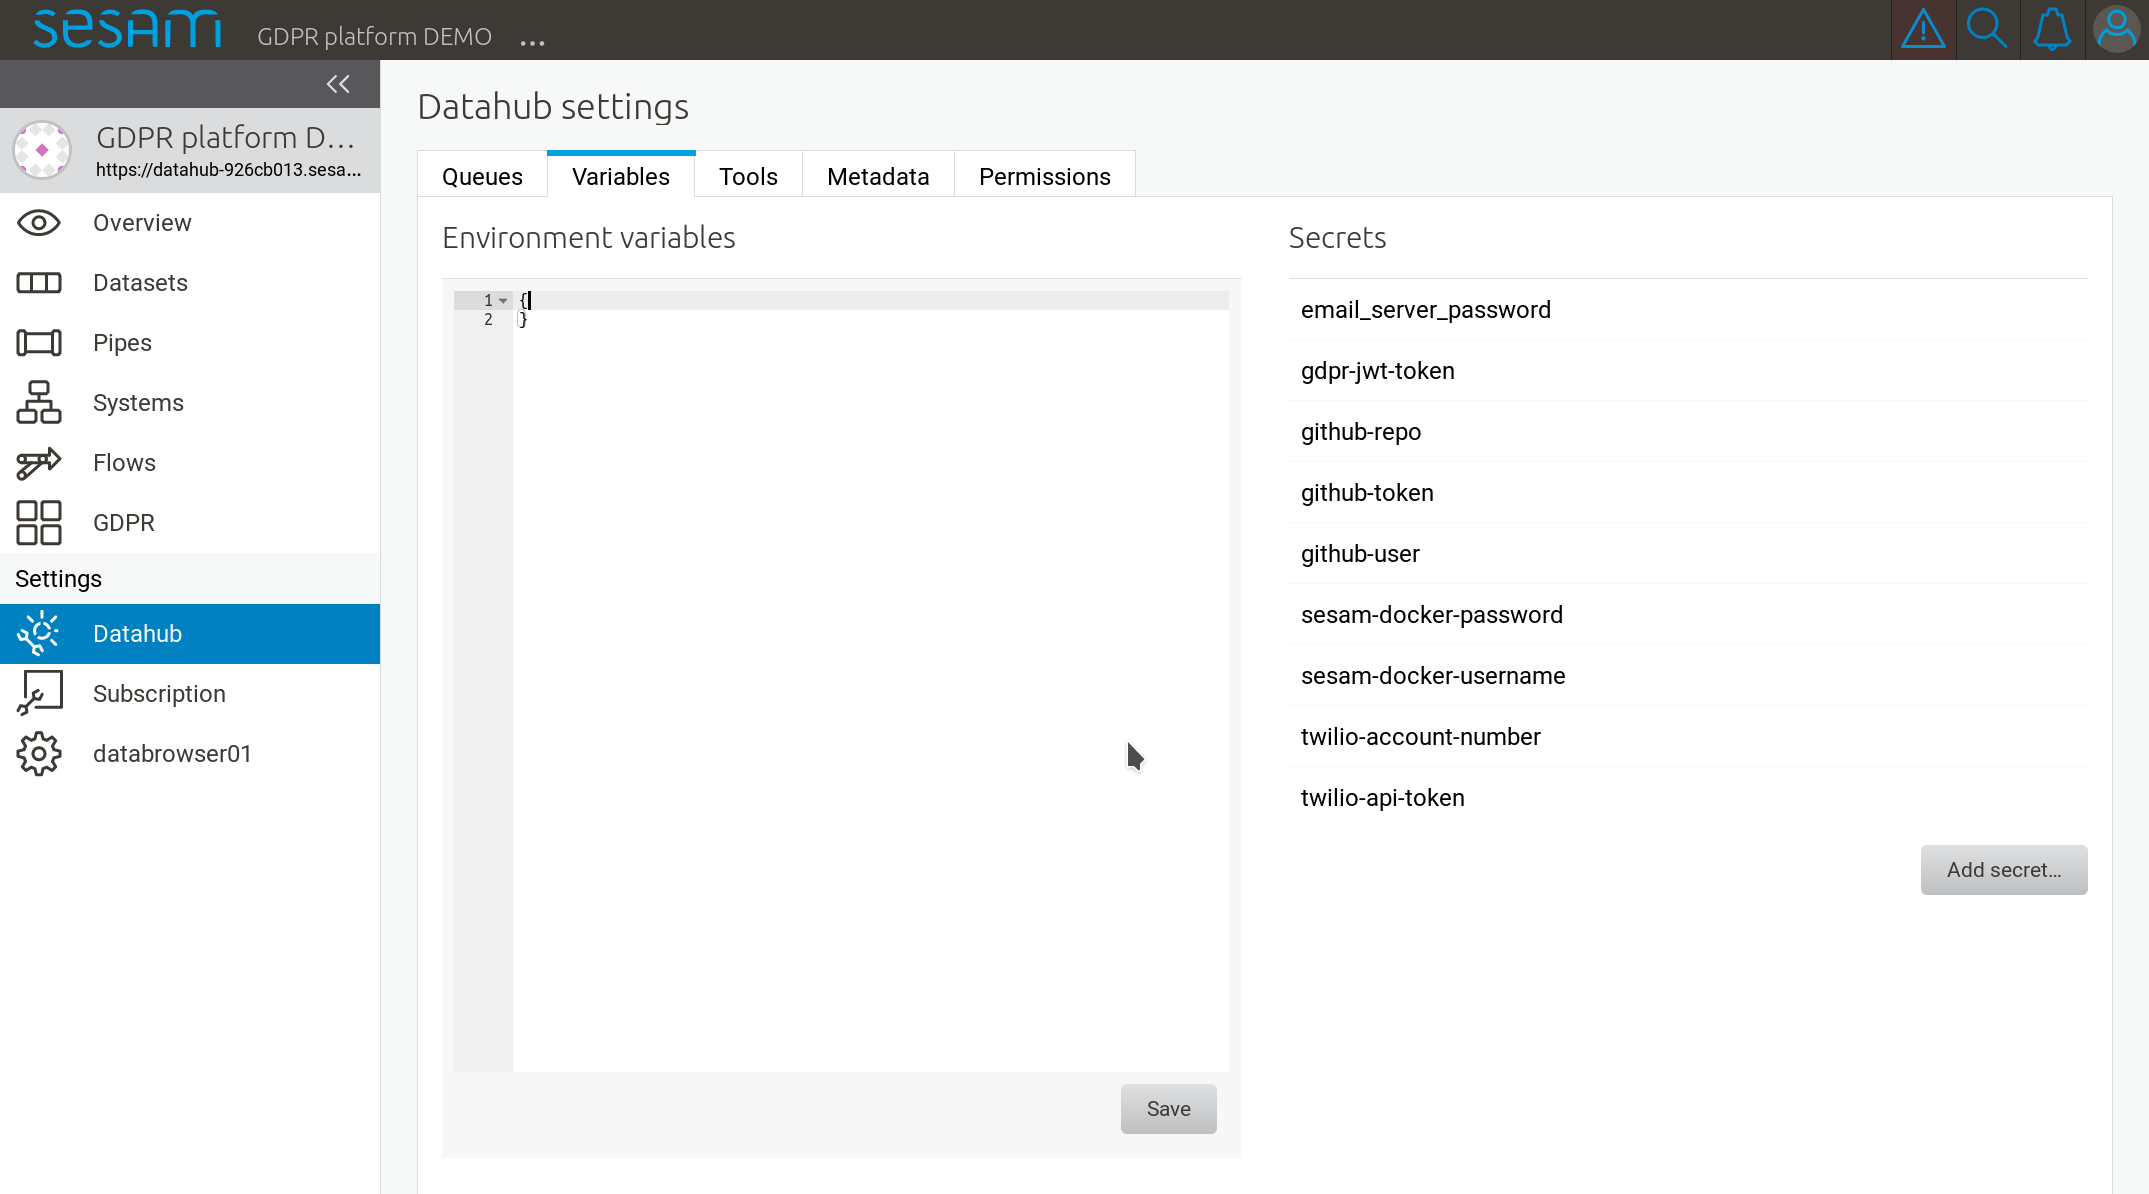 sesam
GDPR platform DEMO ...
GDPR platform D...
https://datahub-926cb013.sesa...
Overview
Datasets
Pipes
Systems
Flows
GDPR
Settings
Datahub
Subscription
databrowser01
Datahub settings
Queues Variables Tools Metadata Permissions
Environment variables
1 {
2 }
Save
Secrets
email_server_password
gdpr-jwt-token
github-repo
github-token
github-user
sesam-docker-password
sesam-docker-username
twilio-account-number
twilio-api-token
Add secret...